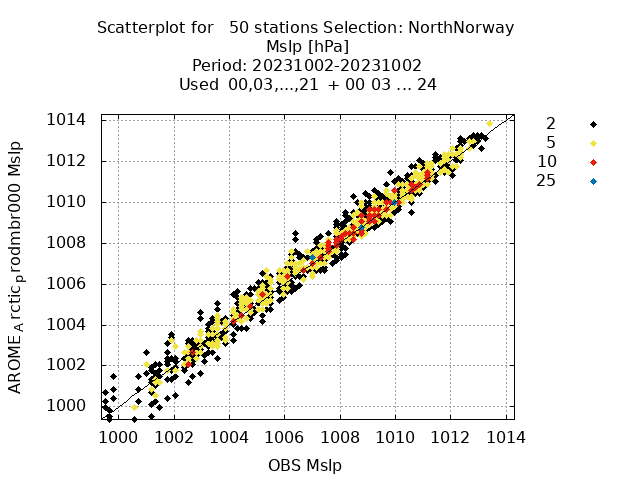 Scatterplot for   50 stations Selection: NorthNorway
Mslp [hPa]
Period: 20231002-20231002
Used  00,03,...,21  + 00 03 ... 24
1014
1012
1010
1008
1006
1004
1002
1000
AROME_Arctic_prodmbr000 Mslp
2
5
10
25
1000 1002 1004 1006 1008 1010 1012 1014
OBS Mslp